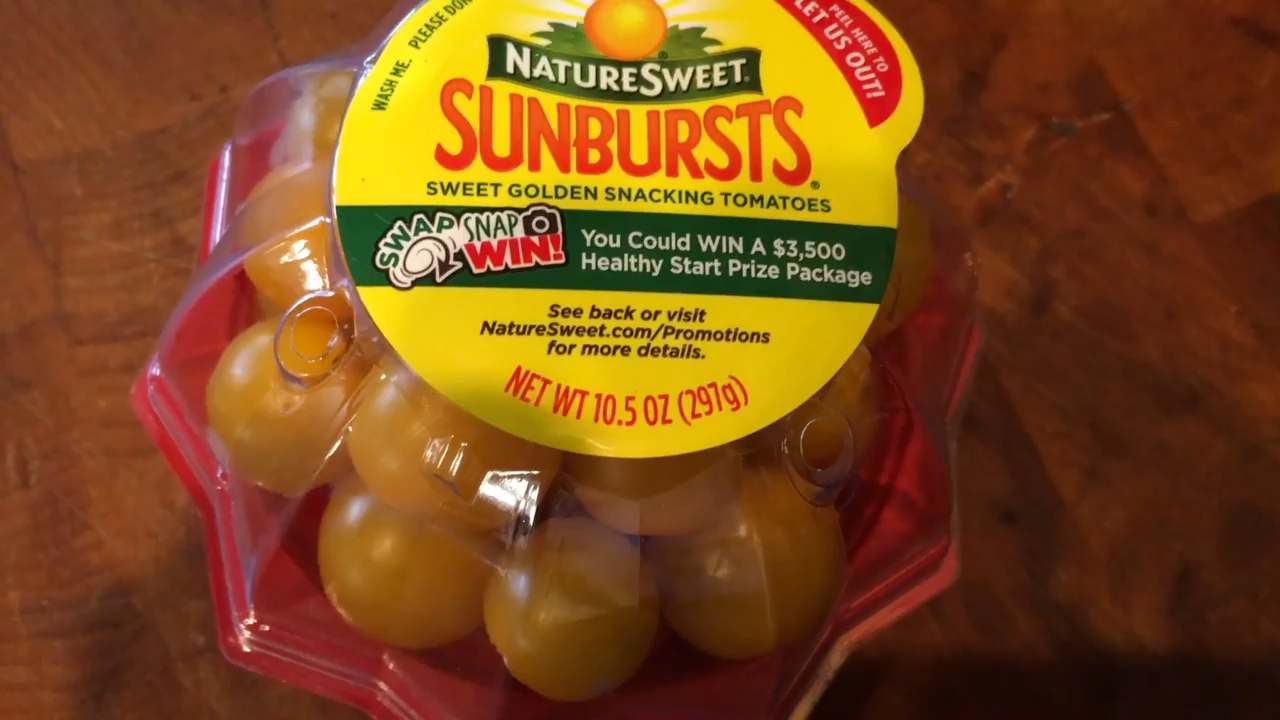 WASH ME. PLEASE DON
PEEL HERE TO
LET US OUT!
NATURESWEET®
SUNBURSTS®
SWEET GOLDEN SNACKING TOMATOES
SWAP SNAP
WIN!
You Could WIN A $3,500
Healthy Start Prize Package
See back or visit
NatureSweet.com/Promotions
for more details.
NET WT 10.5 OZ (297g)